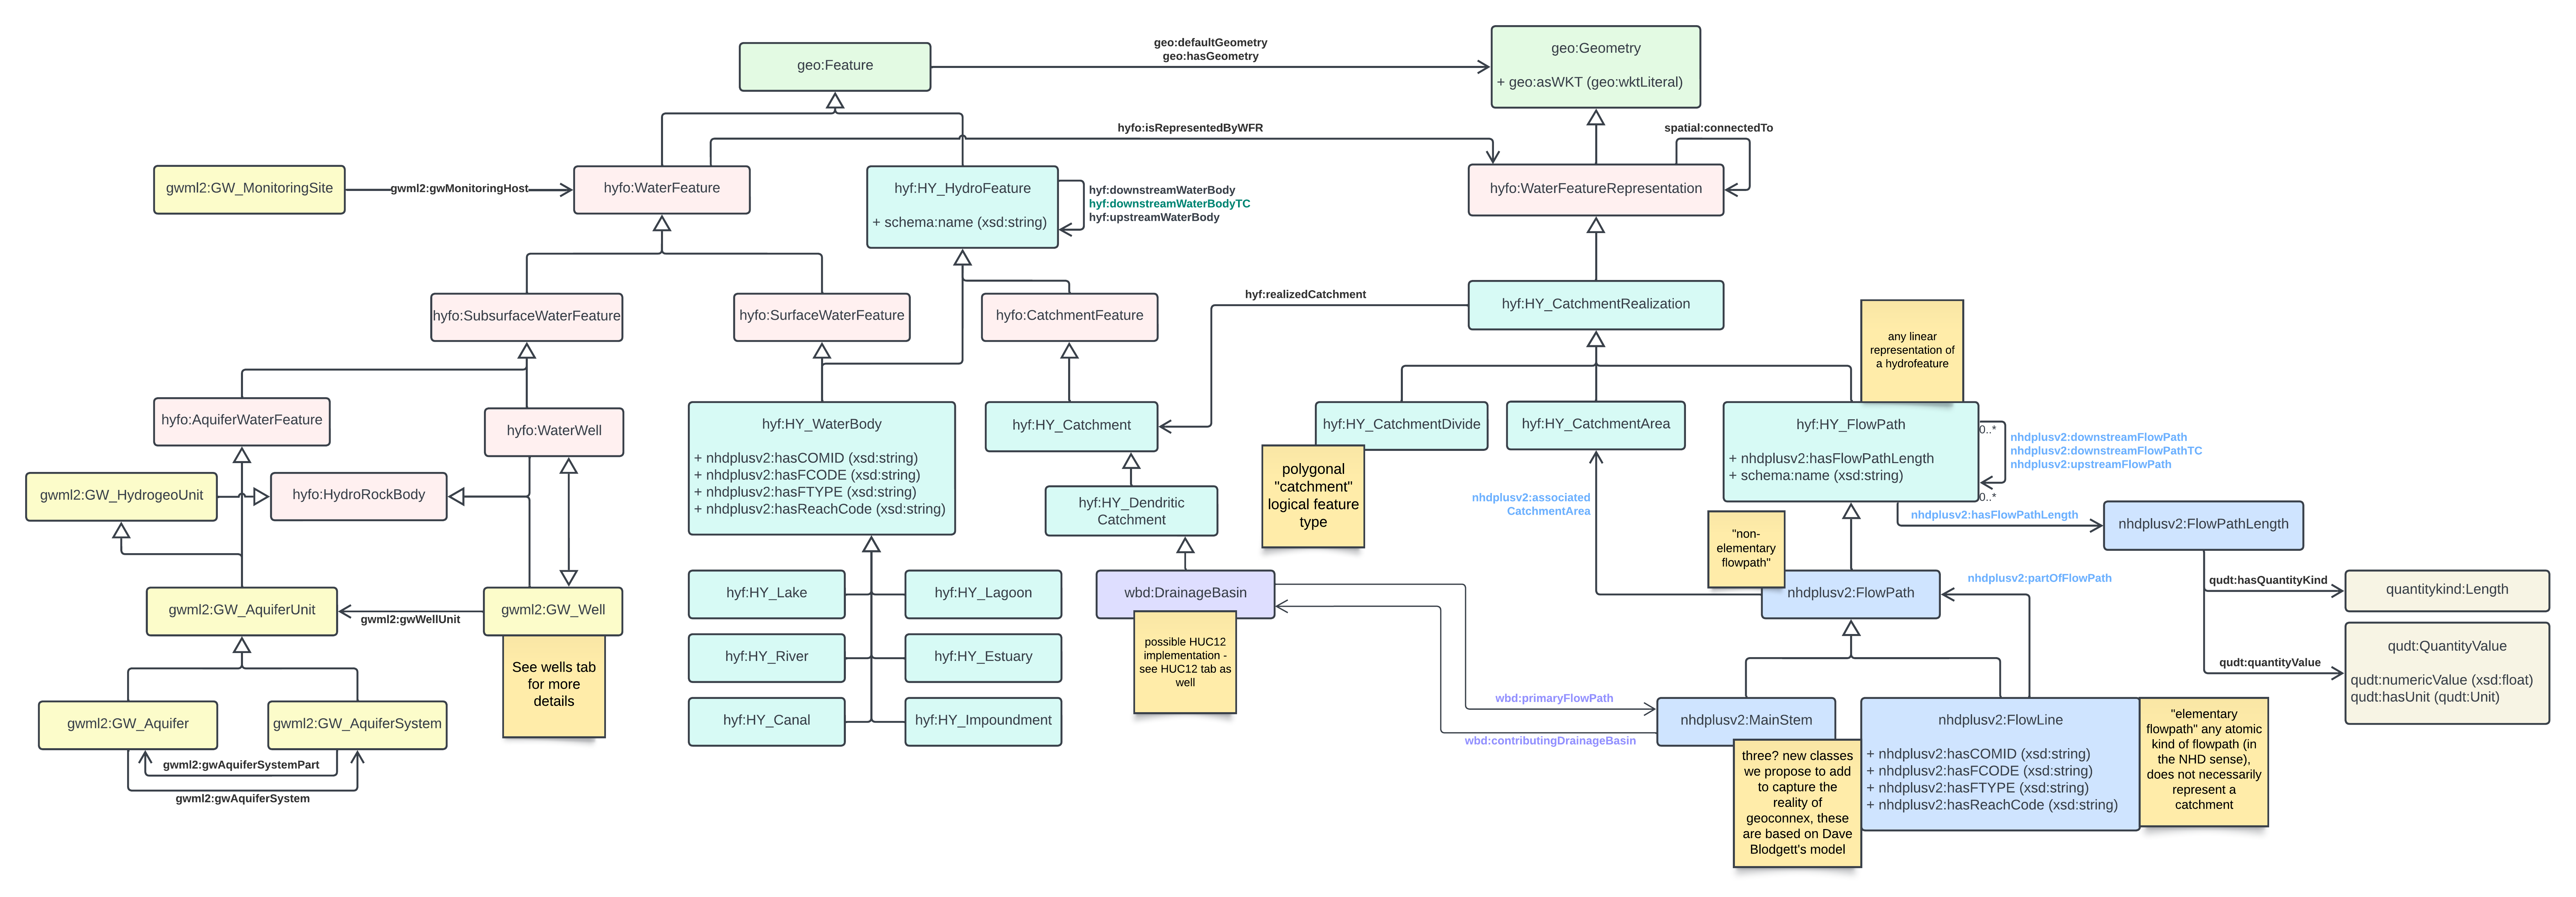 geo:Feature
geo:defaultGeometry
geo:hasGeometry
geo:Geometry
+ geo:asWKT (geo:wktLiteral)
hyfo:isRepresentedByWFR
spatial:connectedTo
gwml2:GW_MonitoringSite
gwml2:gwMonitoringHost
hyfo:WaterFeature
hyf:HY_HydroFeature
+ schema:name (xsd:string)
hyf:downstreamWaterBody
hyf:downstreamWaterBodyTC
hyf:upstreamWaterBody
hyfo:WaterFeatureRepresentation
hyfo:SubsurfaceWaterFeature
hyfo:SurfaceWaterFeature
hyfo:CatchmentFeature
hyf:realizedCatchment
hyf:HY_CatchmentRealization
any linear
representation of
a hydrofeature
hyfo:AquiferWaterFeature
hyfo:WaterWell
hyf:HY_WaterBody
+ nhdplusv2:hasCOMID (xsd:string)
+ nhdplusv2:hasFCODE (xsd:string)
+ nhdplusv2:hasFTYPE (xsd:string)
+ nhdplusv2:hasReachCode (xsd:string)
hyf:HY_Catchment
hyf:HY_CatchmentDivide
hyf:HY_CatchmentArea
hyf:HY_FlowPath
+ nhdplusv2:hasFlowPathLength
+ schema:name (xsd:string)
0..*
nhdplusv2:downstreamFlowPath
nhdplusv2:downstreamFlowPathTC
nhdplusv2:upstreamFlowPath
0..*
polygonal
"catchment"
logical feature
type
gwml2:GW_HydrogeoUnit
hyfo:HydroRockBody
hyf:HY_Dendritic
Catchment
nhdplusv2:associated
CatchmentArea
"non-
elementary
flowpath"
nhdplusv2:hasFlowPathLength
nhdplusv2:FlowPathLength
gwml2:GW_AquiferUnit
gwml2:gwWellUnit
gwml2:GW_Well
See wells tab
for more
details
hyf:HY_Lake
hyf:HY_Lagoon
wbd:DrainageBasin
possible HUC12
implementation -
see HUC12 tab as
well
nhdplusv2:FlowPath
nhdplusv2:partOfFlowPath
qudt:hasQuantityKind
quantitykind:Length
hyf:HY_River
hyf:HY_Estuary
qudt:quantityValue
qudt:QuantityValue
qudt:numericValue (xsd:float)
qudt:hasUnit (qudt:Unit)
gwml2:GW_Aquifer
gwml2:GW_AquiferSystem
hyf:HY_Canal
hyf:HY_Impoundment
wbd:primaryFlowPath
wbd:contributingDrainageBasin
nhdplusv2:MainStem
nhdplusv2:FlowLine
+ nhdplusv2:hasCOMID (xsd:string)
+ nhdplusv2:hasFCODE (xsd:string)
+ nhdplusv2:hasFTYPE (xsd:string)
+ nhdplusv2:hasReachCode (xsd:string)
"elementary
flowpath" any atomic
kind of flowpath (in
the NHD sense),
does not necessarily
represent a
catchment
gwml2:gwAquiferSystemPart
gwml2:gwAquiferSystem
three? new classes
we propose to add
to capture the
reality of
geoconnex, these
are based on Dave
Blodgett's model